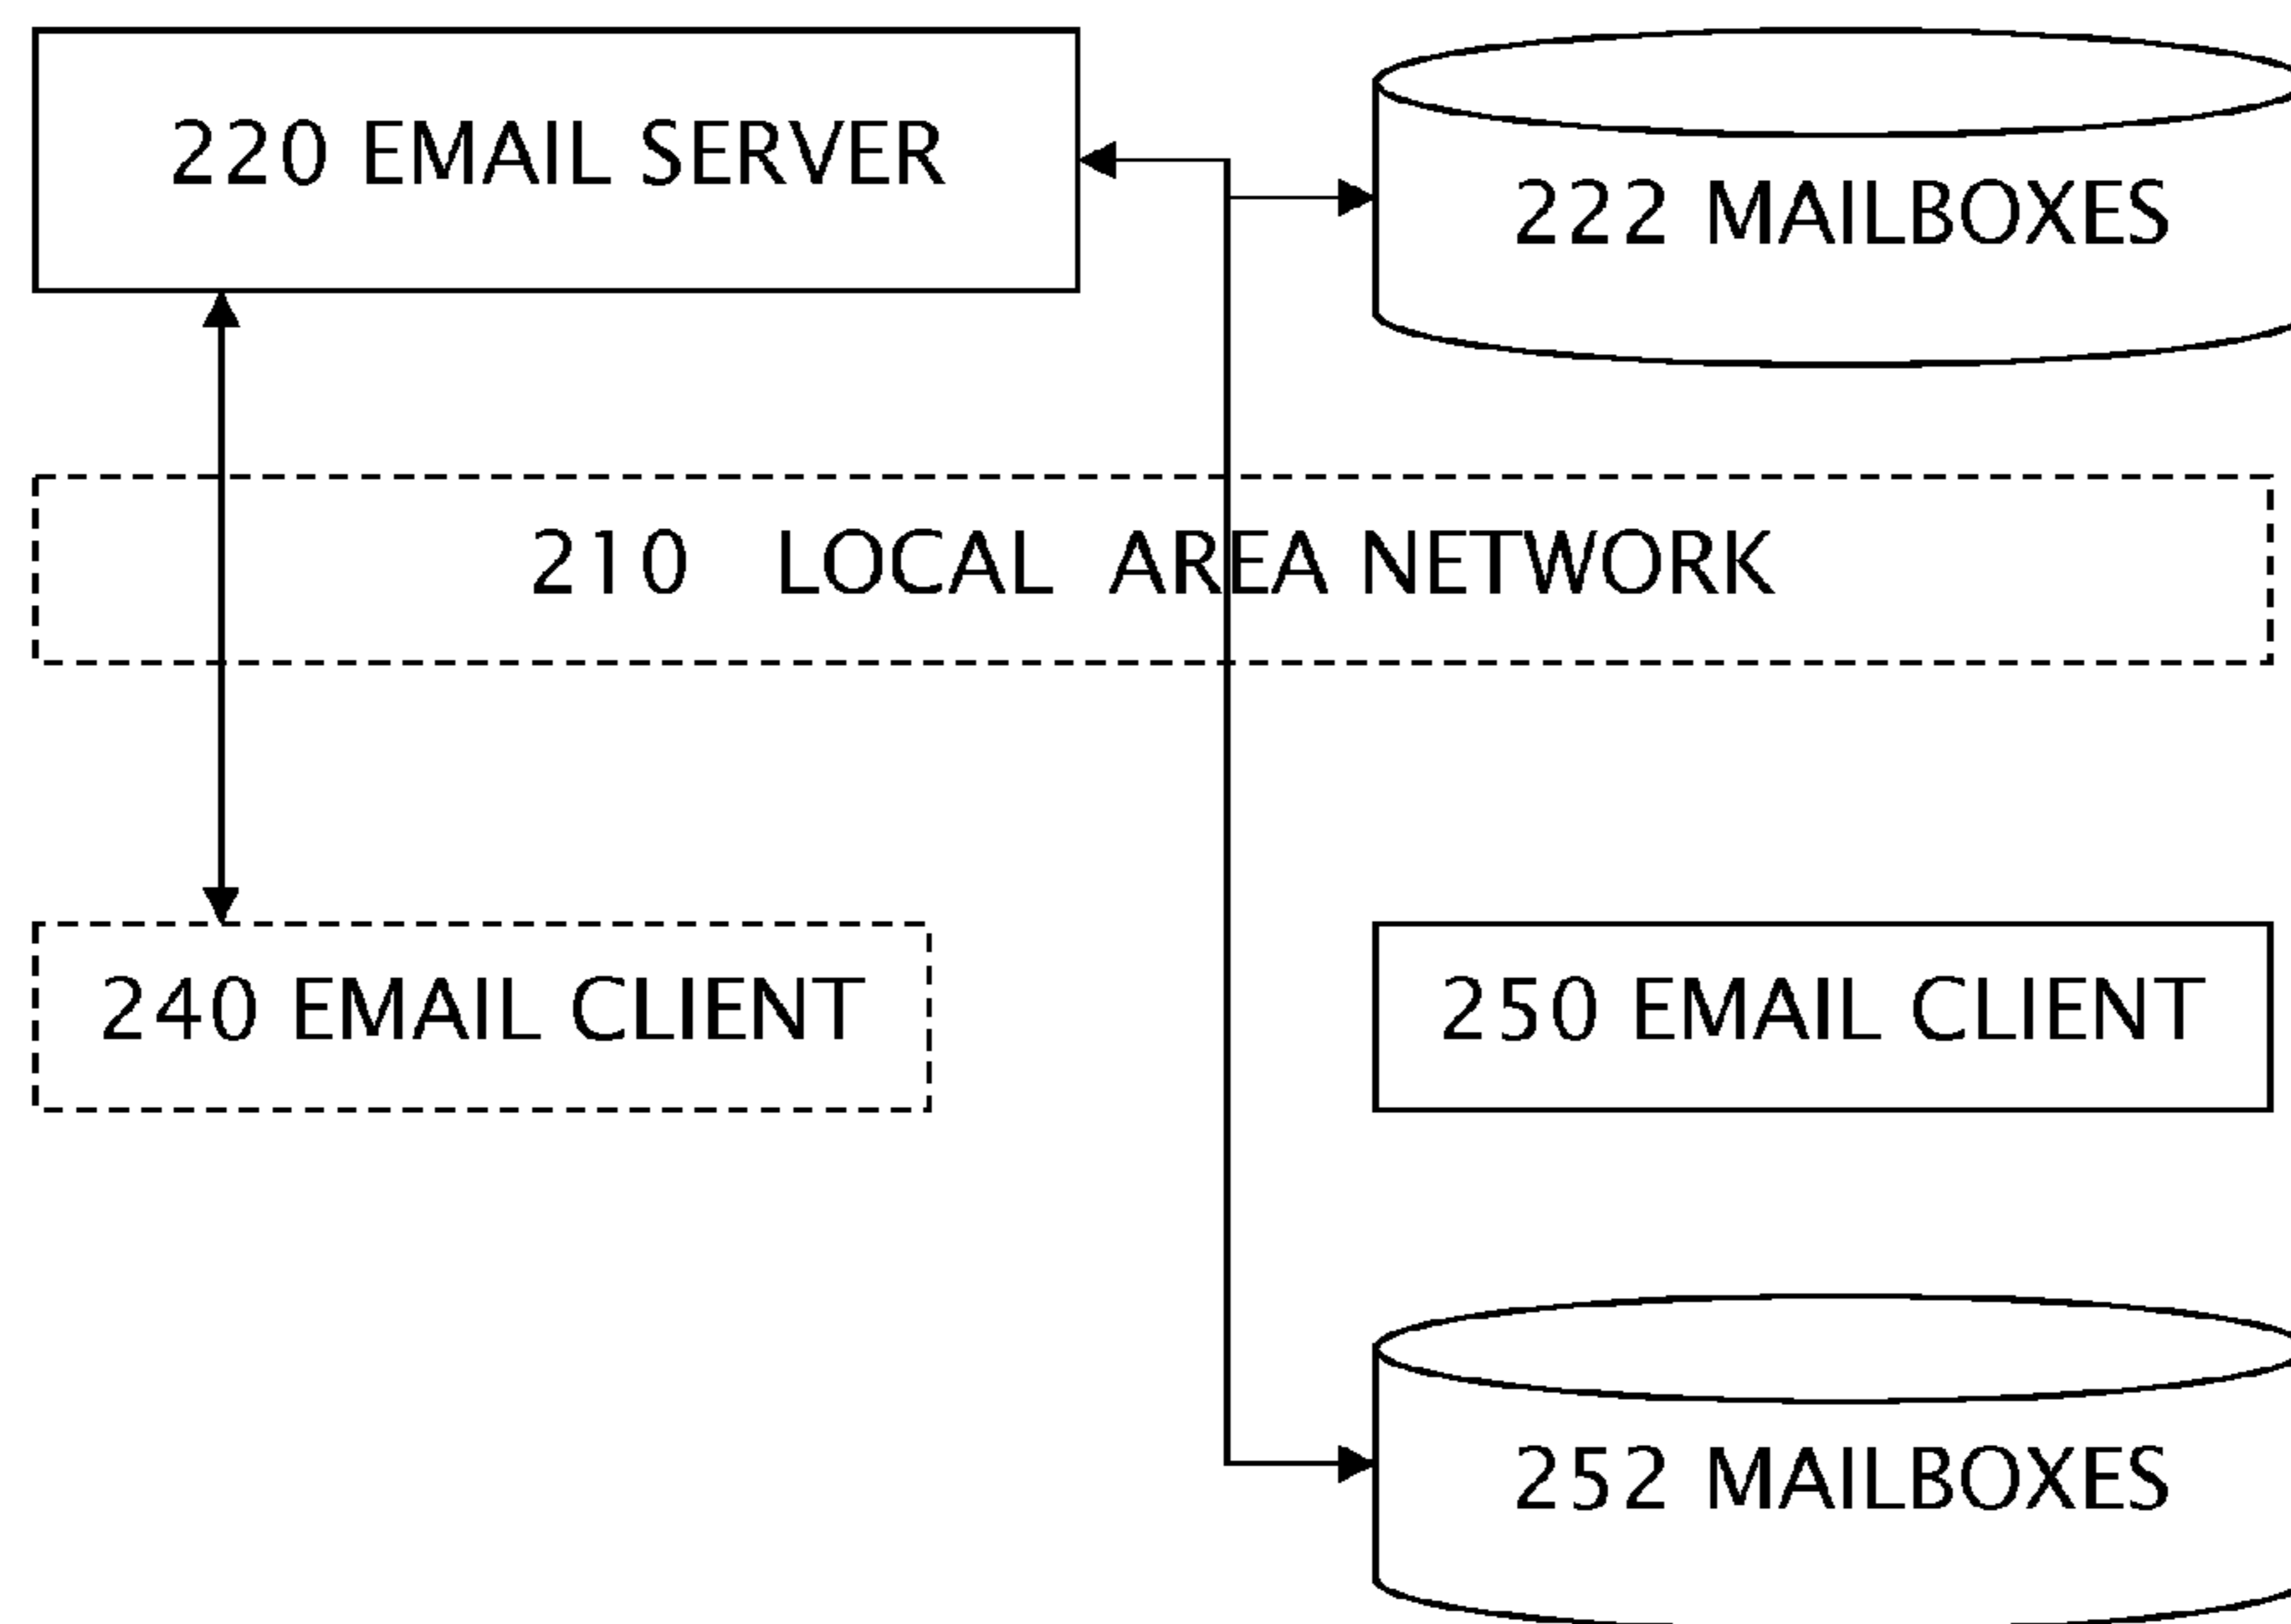 220 EMAIL SERVER
222 MAILBOXES
210 LOCAL AREA NETWORK
240 EMAIL CLIENT
250 EMAIL CLIENT
252 MAILBOXES